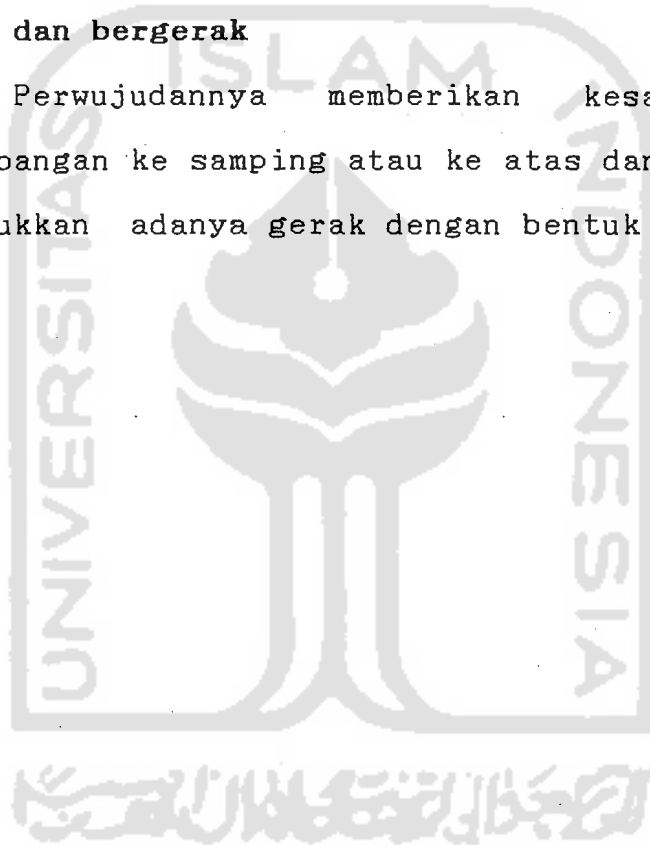 dan bergerak
Perwujudannya memberikan kesa
bangan ke samping atau ke atas dan
ukkan adanya gerak dengan bentuk
ISLAM
UNIVERSITAS
INDONESIA